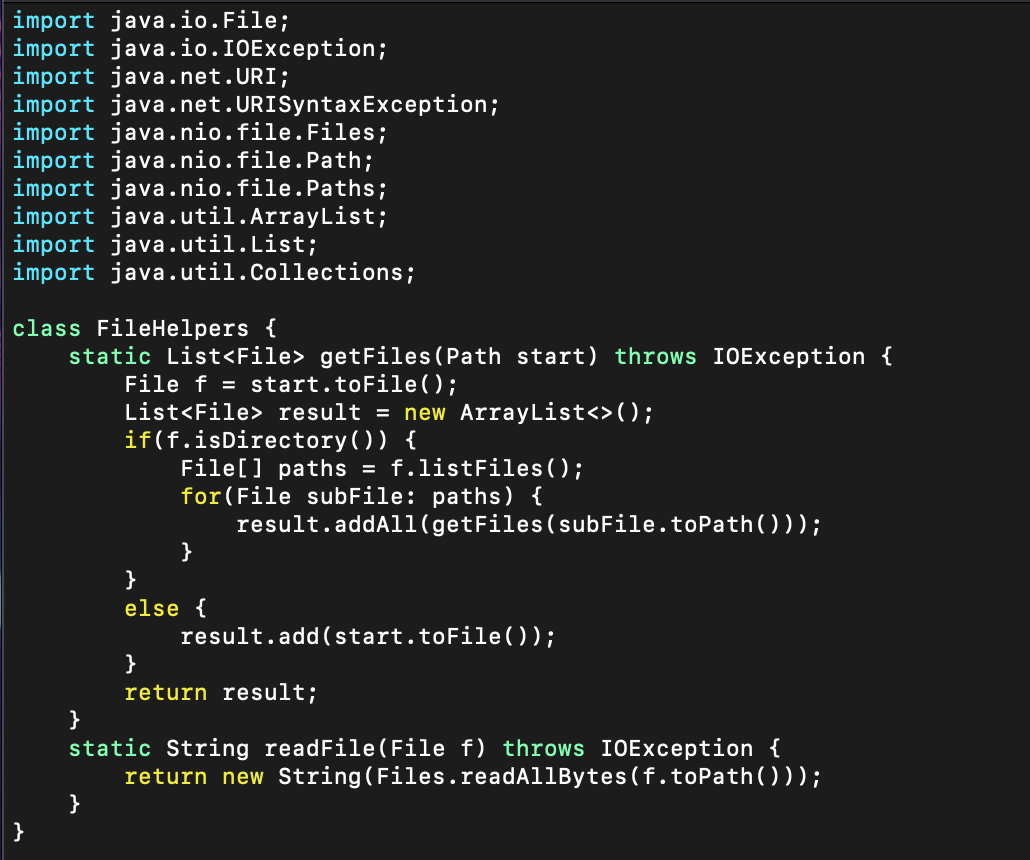 import java.io.File;
import java.io.IOException;
import java.net.URI;
import java.net.URISyntaxException;
import java.nio.file.Files;
import java.nio.file.Path;
import java.nio.file.Paths;
import java.util.ArrayList;
import java.util.List;
import java.util.Collections;

class FileHelpers {
    static List<File> getFiles(Path start) throws IOException {
        File f = start.toFile();
        List<File> result = new ArrayList<>();
        if(f.isDirectory()) {
            File[] paths = f.listFiles();
            for(File subFile: paths) {
                result.addAll(getFiles(subFile.toPath()));
            }
        }
        else {
            result.add(start.toFile());
        }
        return result;
    }
    static String readFile(File f) throws IOException {
        return new String(Files.readAllBytes(f.toPath()));
    }
}